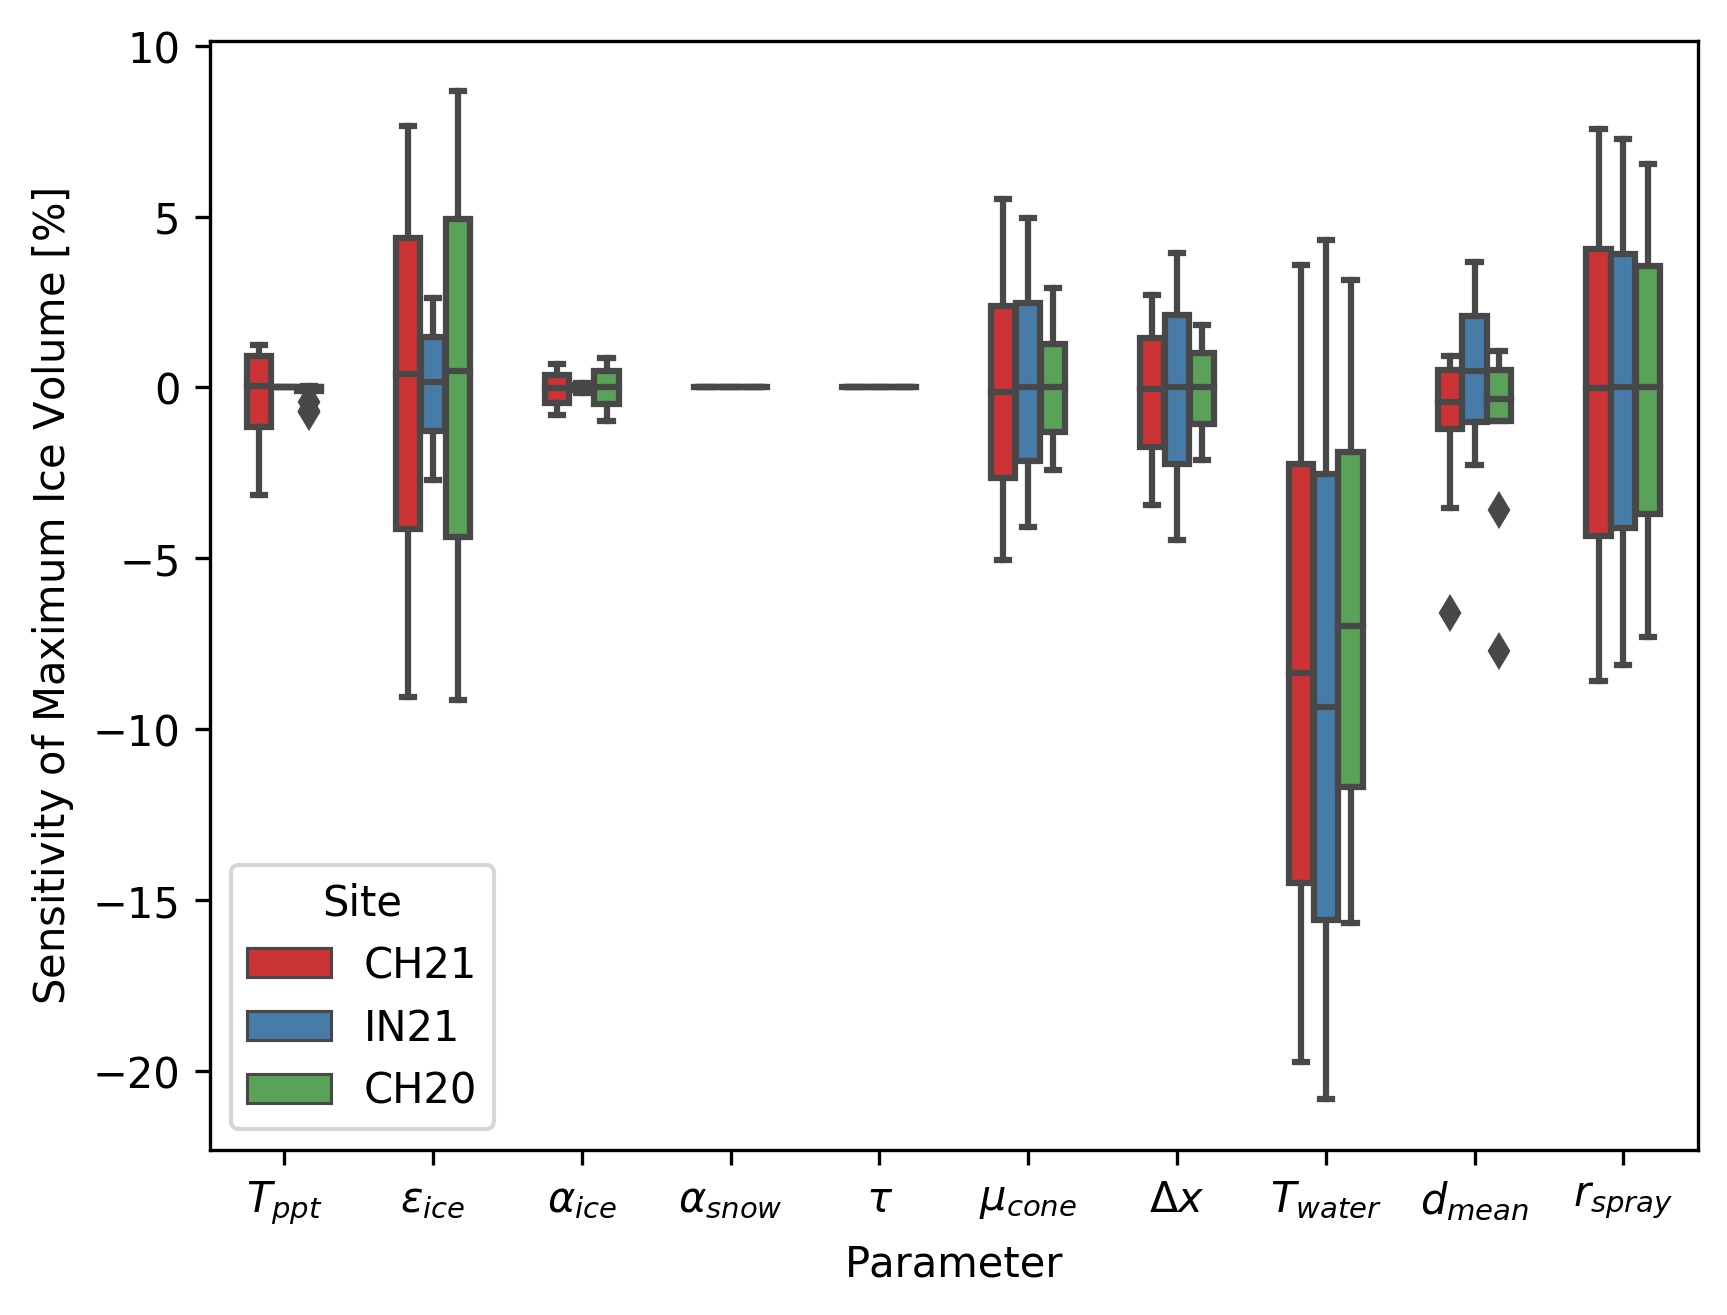 Sensitivity of Maximum Ice Volume [%]
10
5
0
−5
−10
−15
−20
Site
CH21
IN21
CH20
T_ppt ε_ice α_ice α_snow τ μ_cone Δx T_water d_mean r_spray
Parameter